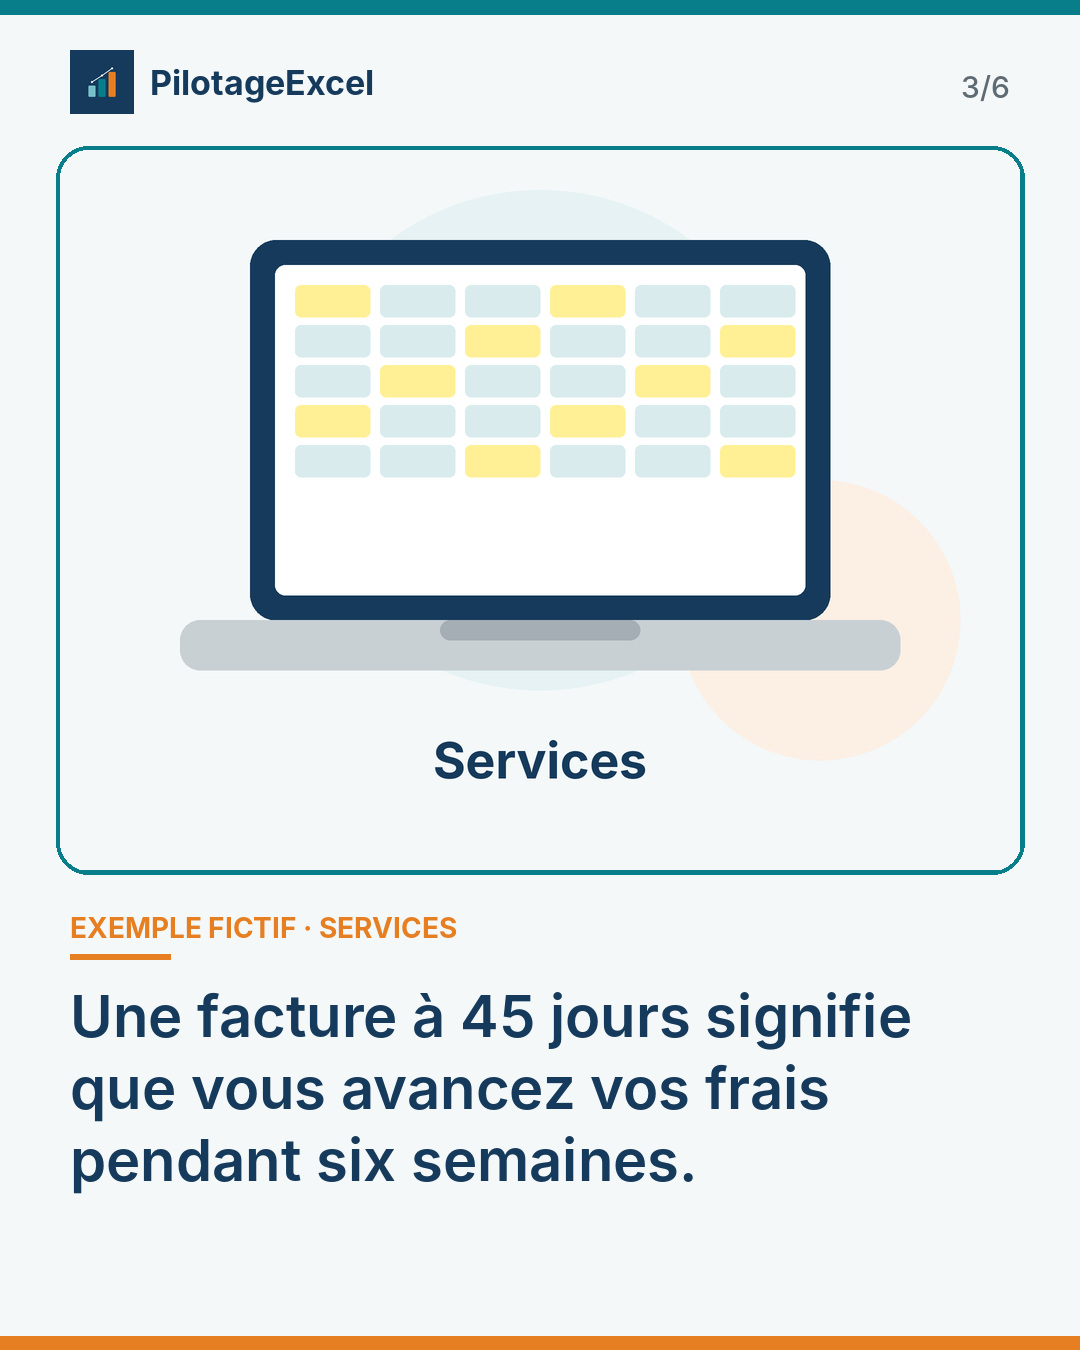 PilotageExcel
3/6
Services
EXEMPLE FICTIF · SERVICES
Une facture à 45 jours signifie
que vous avancez vos frais
pendant six semaines.